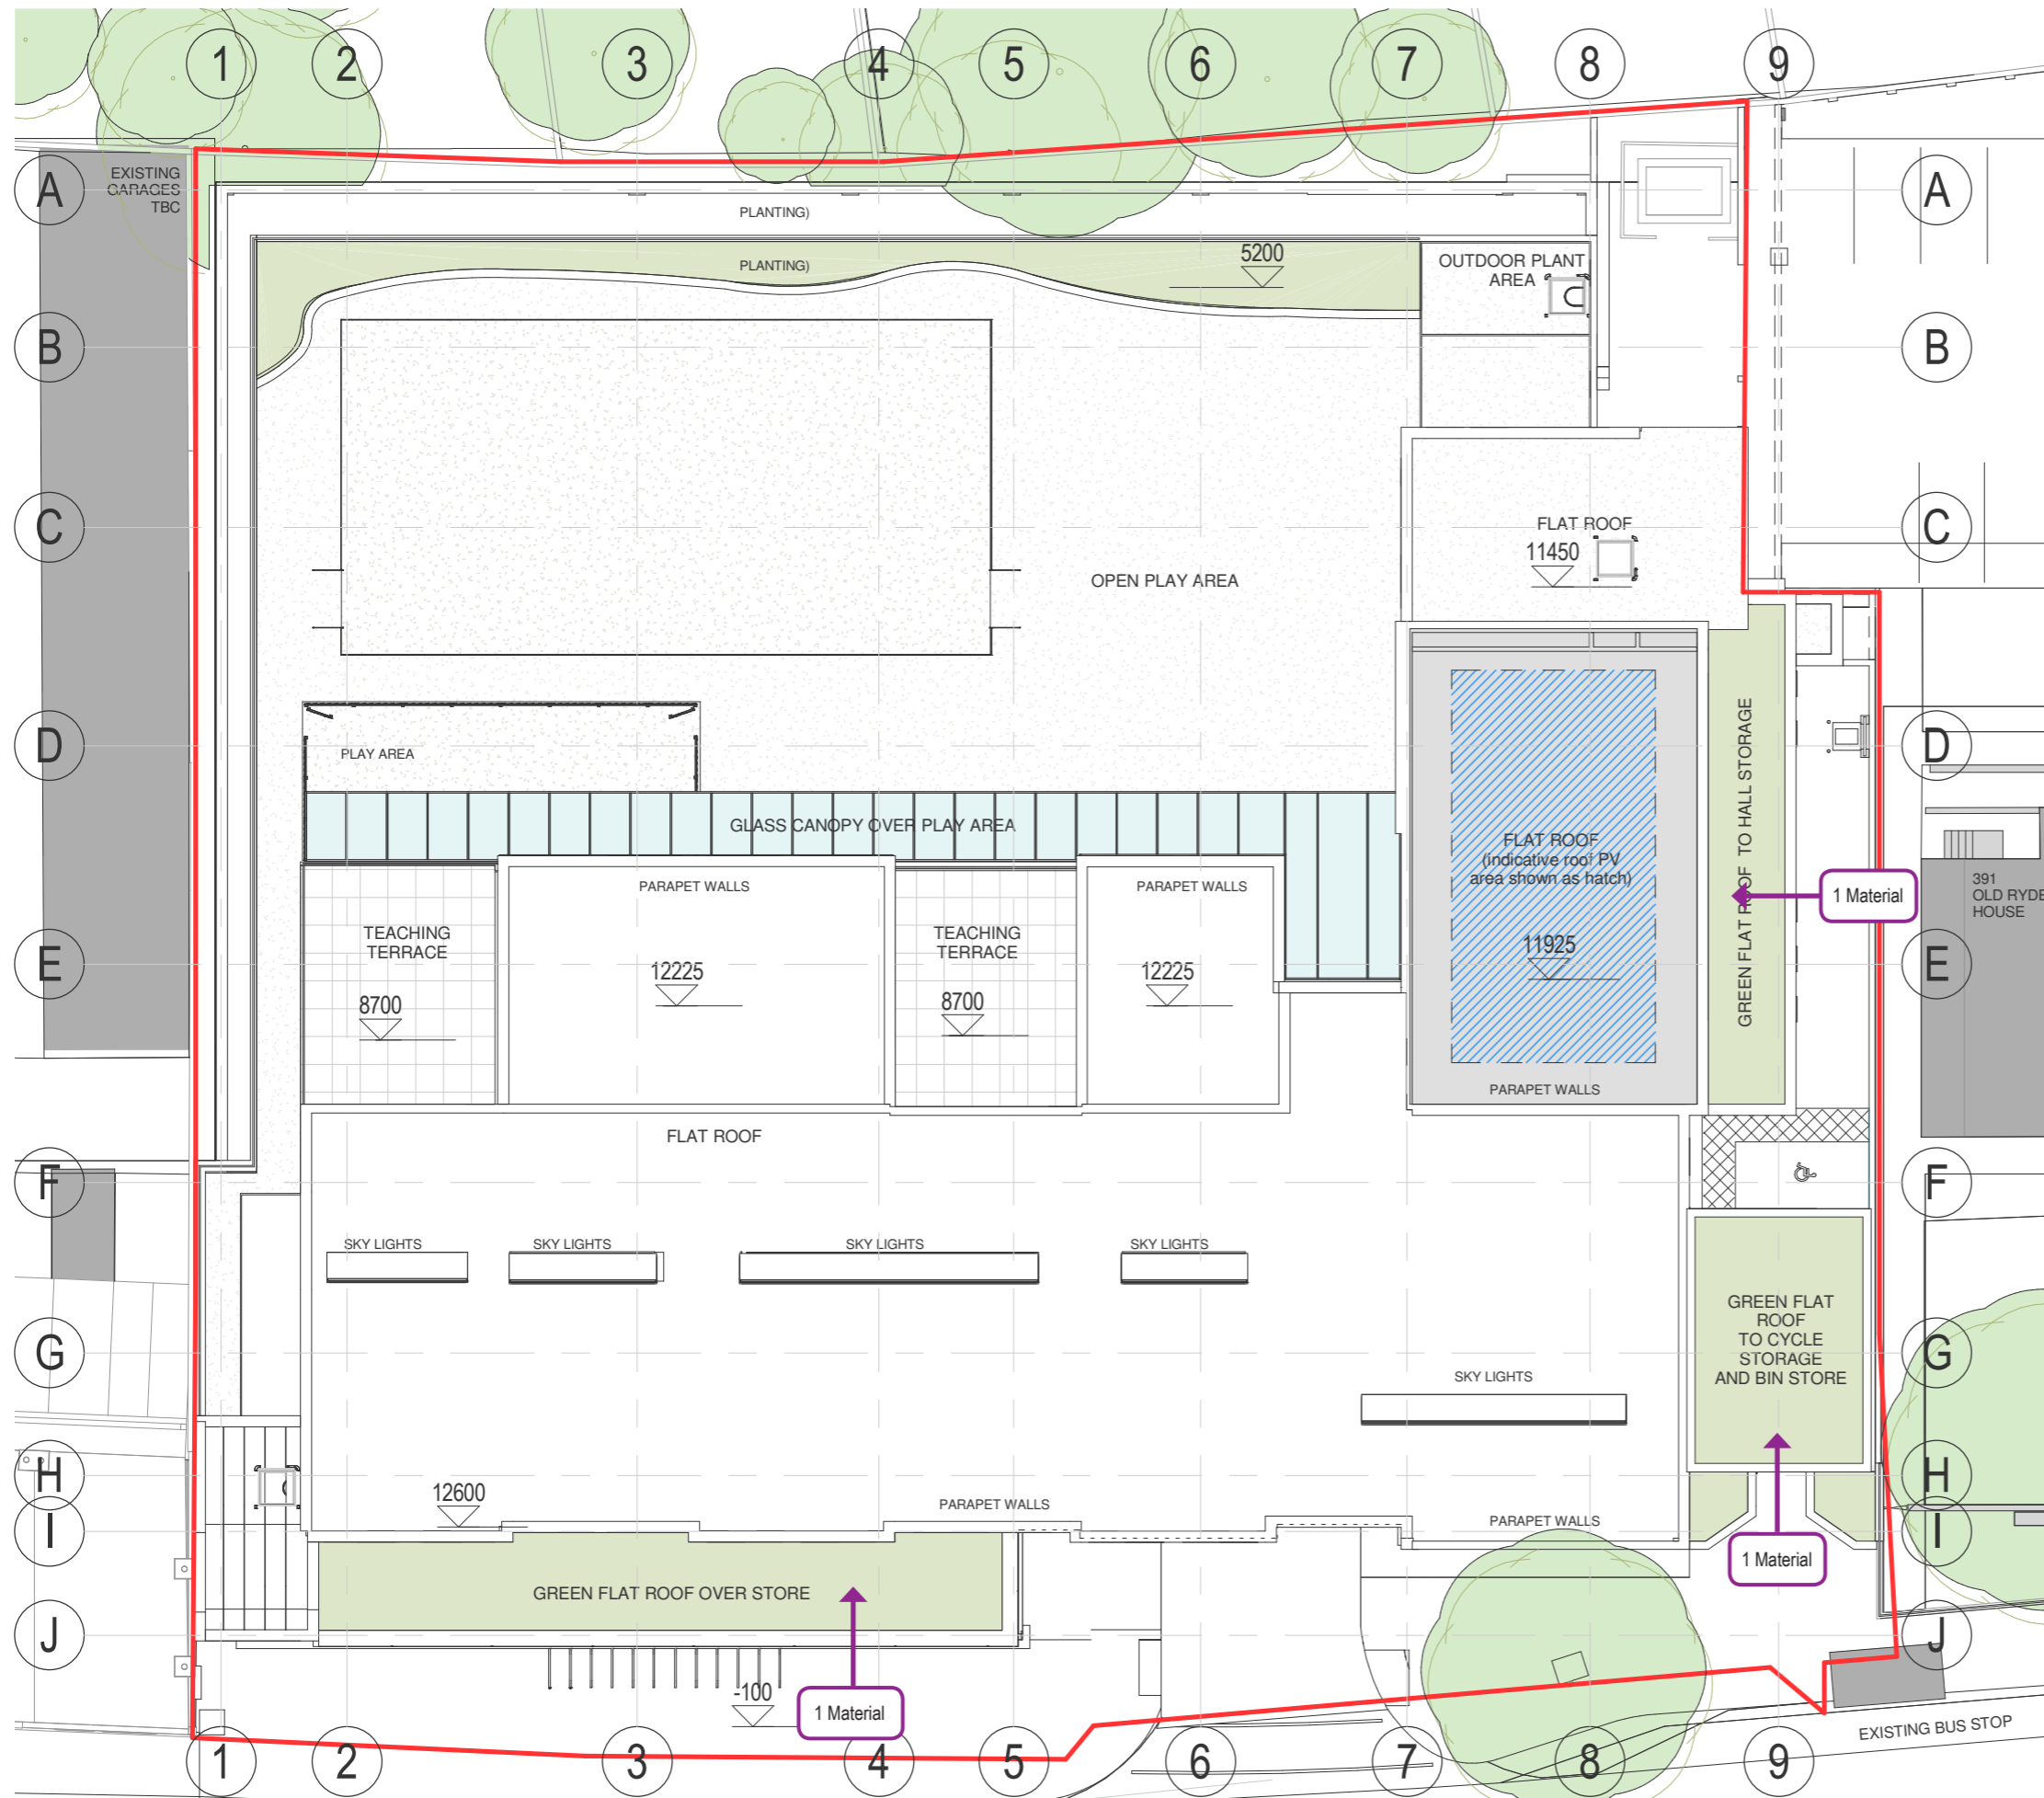 1
2
3
4
5
6
7
8
9
A
EXISTING
GARAGES
TBC
A
PLANTING)
PLANTING)
5200
OUTDOOR PLANT
AREA
B
B
C
FLAT ROOF
11450
C
OPEN PLAY AREA
D
PLAY AREA
D
GREEN FLAT ROOF TO HALL STORAGE
GLASS CANOPY OVER PLAY AREA
FLAT ROOF
(indicative roof PV
area shown as hatch)
PARAPET WALLS
PARAPET WALLS
1 Material
391
OLD RYDE
HOUSE
TEACHING
TERRACE
TEACHING
TERRACE
E
12225
12225
11925
E
8700
8700
PARAPET WALLS
FLAT ROOF
F
F
SKY LIGHTS
SKY LIGHTS
SKY LIGHTS
SKY LIGHTS
GREEN FLAT
ROOF
TO CYCLE
STORAGE
AND BIN STORE
G
G
SKY LIGHTS
H
H
12600
PARAPET WALLS
PARAPET WALLS
I
I
1 Material
GREEN FLAT ROOF OVER STORE
J
J
-100
1 Material
EXISTING BUS STOP
1
2
3
4
5
6
7
8
9